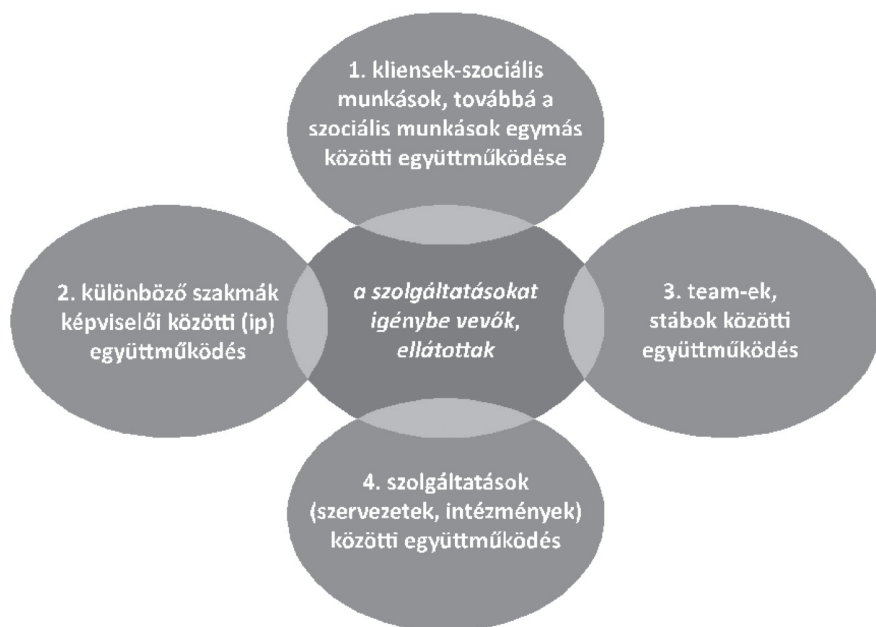 1. kliensek-szociális
munkások, továbbá a
szociális munkások egymás
közötti együttműködése
2. különböző szakmák
képviselői közötti (ip)
együttműködés
a szolgáltatásokat
igénybe vevők,
ellátottak
3. team-ek,
stábok közötti
együttműködés
4. szolgáltatások
(szervezetek, intézmények)
közötti együttműködés